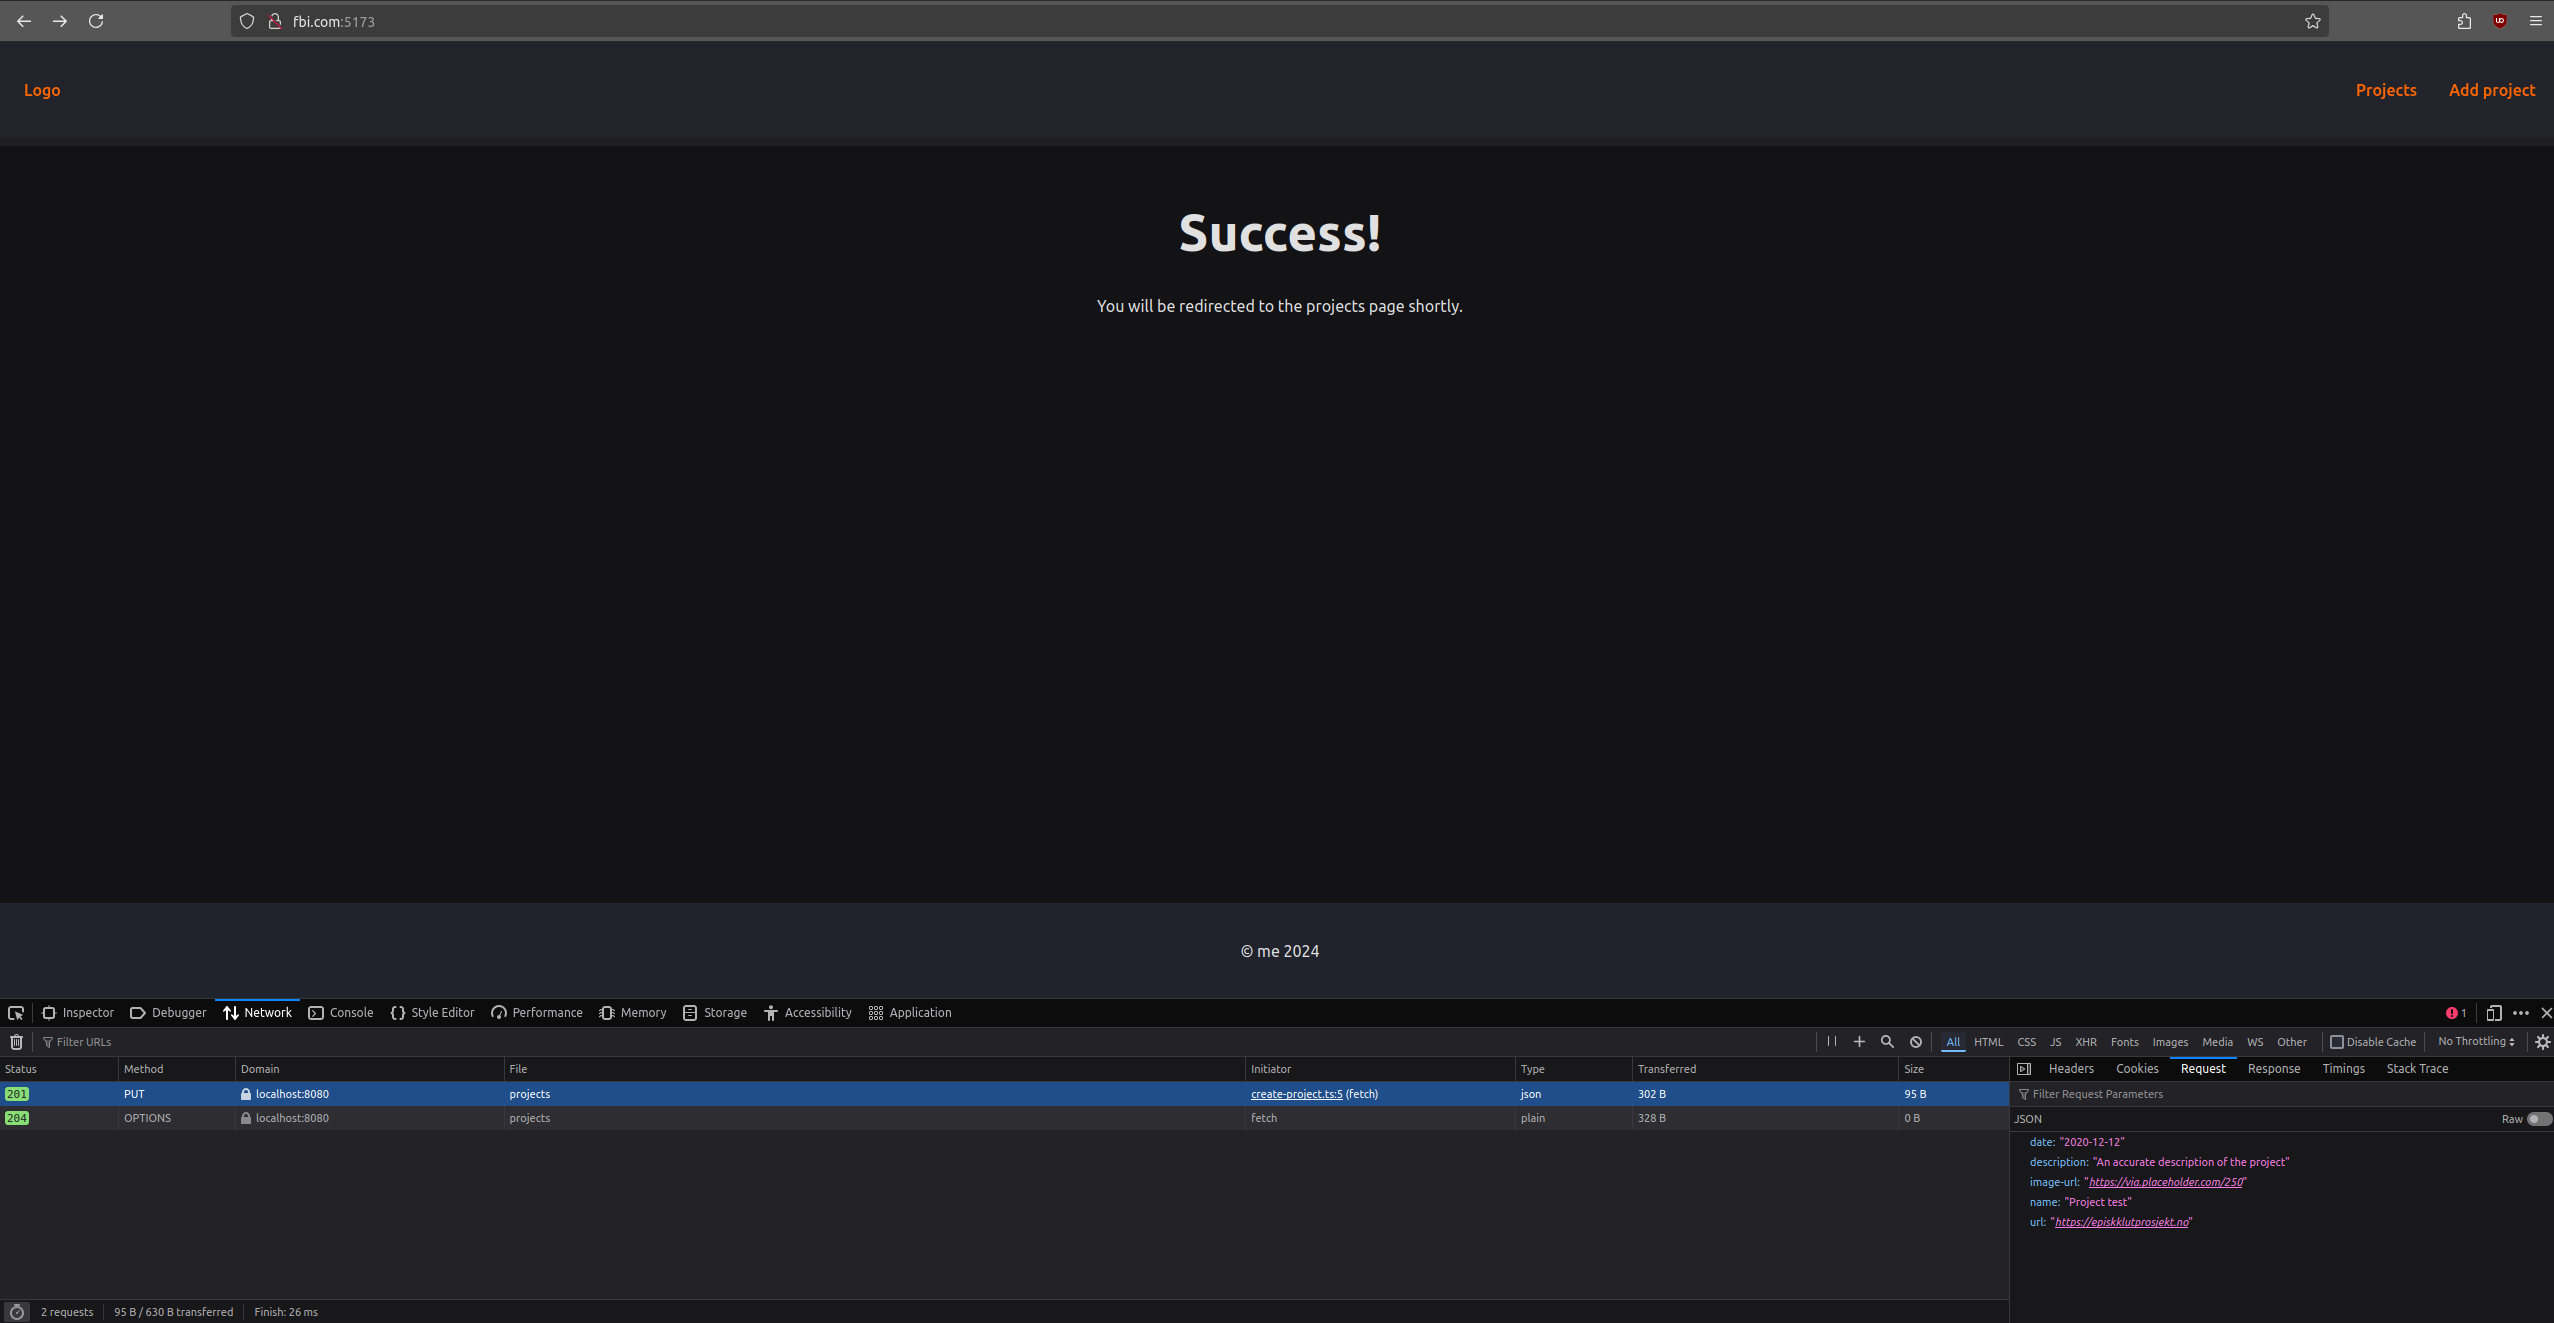 fbi.com:5173
Logo Projects Add project
Success!
You will be redirected to the projects page shortly.
© me 2024
Inspector Debugger Network Console Style Editor Performance Memory Storage Accessibility Application 1
Filter URLs All HTML CSS JS XHR Fonts Images Media WS Other Disable Cache No Throttling
Status Method Domain File Initiator Type Transferred Size
201 PUT localhost:8080 projects create-project.ts:5 (fetch) json 302 B 95 B
204 OPTIONS localhost:8080 projects fetch plain 328 B 0 B
Headers Cookies Request Response Timings Stack Trace
Filter Request Parameters
JSON Raw
date: "2020-12-12"
description: "An accurate description of the project"
image-url: "https://via.placeholder.com/250"
name: "Project test"
url: "https://episkklutprosjekt.no"
2 requests 95 B / 630 B transferred Finish: 26 ms